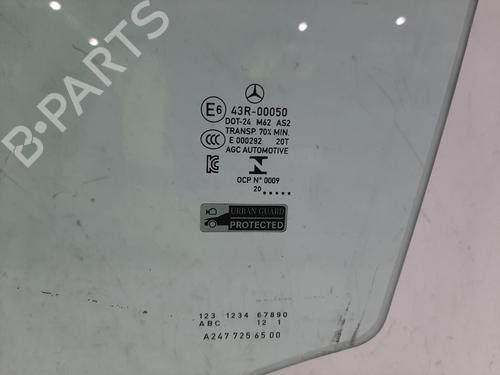 E6 43R-00050
DOT-24 M62 AS2
TRANSP. 70% MIN.
E 000292 20T
AGC AUTOMOTIVE
OCP N° 0009
20 .....
URBAN GUARD
PROTECTED
123 1234 67890
ABC 12 1
A247 725 65 00
B-PARTS